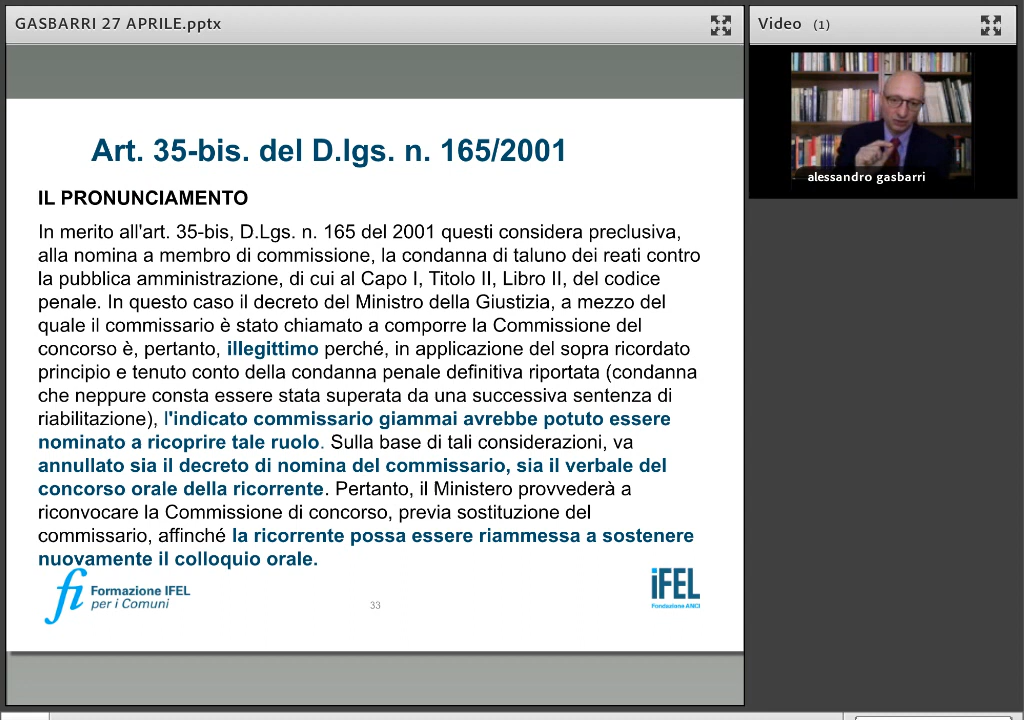 GASBARRI 27 APRILE.pptx
Video (1)
alessandro gasbarri
Art. 35-bis. del D.lgs. n. 165/2001
IL PRONUNCIAMENTO
In merito all'art. 35-bis, D.Lgs. n. 165 del 2001 questi considera preclusiva,
alla nomina a membro di commissione, la condanna di taluno dei reati contro
la pubblica amministrazione, di cui al Capo I, Titolo II, Libro II, del codice
penale. In questo caso il decreto del Ministro della Giustizia, a mezzo del
quale il commissario è stato chiamato a comporre la Commissione del
concorso è, pertanto, illegittimo perché, in applicazione del sopra ricordato
principio e tenuto conto della condanna penale definitiva riportata (condanna
che neppure consta essere stata superata da una successiva sentenza di
riabilitazione), l'indicato commissario giammai avrebbe potuto essere
nominato a ricoprire tale ruolo. Sulla base di tali considerazioni, va
annullato sia il decreto di nomina del commissario, sia il verbale del
concorso orale della ricorrente. Pertanto, il Ministero provvederà a
riconvocare la Commissione di concorso, previa sostituzione del
commissario, affinché la ricorrente possa essere riammessa a sostenere
nuovamente il colloquio orale.
fi Formazione IFEL
per i Comuni
33
iFEL
Fondazione ANCI